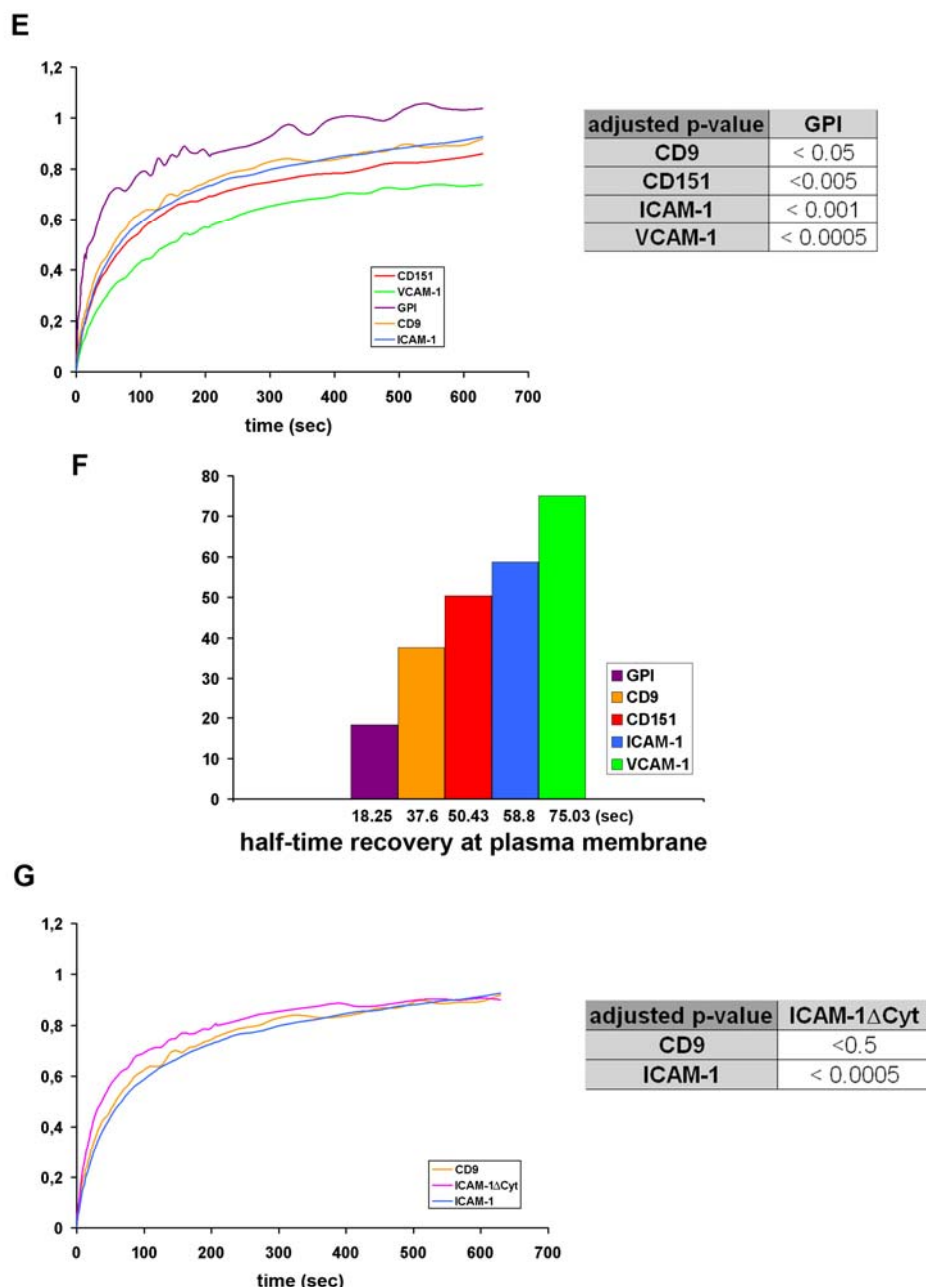 E
1,2
1
0,8
0,6
0,4
0,2
0
0 100 200 300 400 500 600 700
time (sec)
CD151
VCAM-1
GPI
CD9
ICAM-1
adjusted p-value GPI
CD9 < 0.05
CD151 <0.005
ICAM-1 < 0.001
VCAM-1 < 0.0005
F
80
70
60
50
40
30
20
10
0
18.25 37.6 50.43 58.8 75.03 (sec)
half-time recovery at plasma membrane
GPI
CD9
CD151
ICAM-1
VCAM-1
G
1,2
1
0,8
0,6
0,4
0,2
0
0 100 200 300 400 500 600 700
time (sec)
CD9
ICAM-1ΔCyt
ICAM-1
adjusted p-value ICAM-1ΔCyt
CD9 <0.5
ICAM-1 < 0.0005